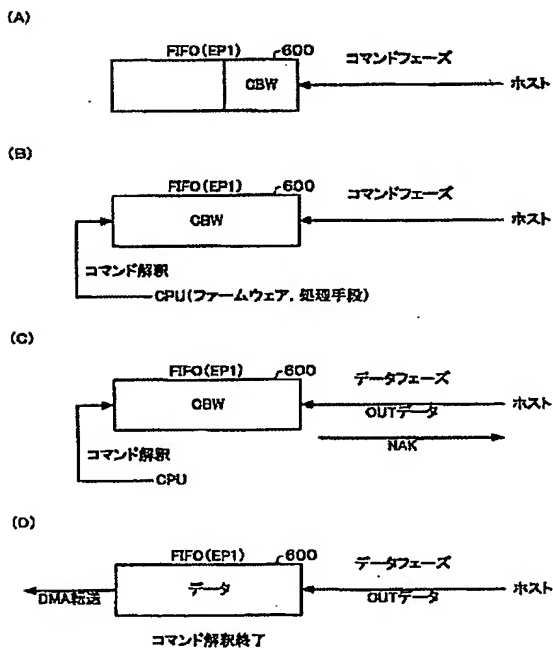 (A)
FIFO(EP1) 600
CBW
コマンドフェーズ
ホスト
(B)
FIFO(EP1) 600
CBW
コマンドフェーズ
ホスト
コマンド解釈
CPU(ファームウェア, 処理手段)
(C)
FIFO(EP1) 600
CBW
データフェーズ
OUTデータ
ホスト
NAK
コマンド解釈
CPU
(D)
FIFO(EP1) 600
データ
データフェーズ
OUTデータ
ホスト
DMA転送
コマンド解釈終了